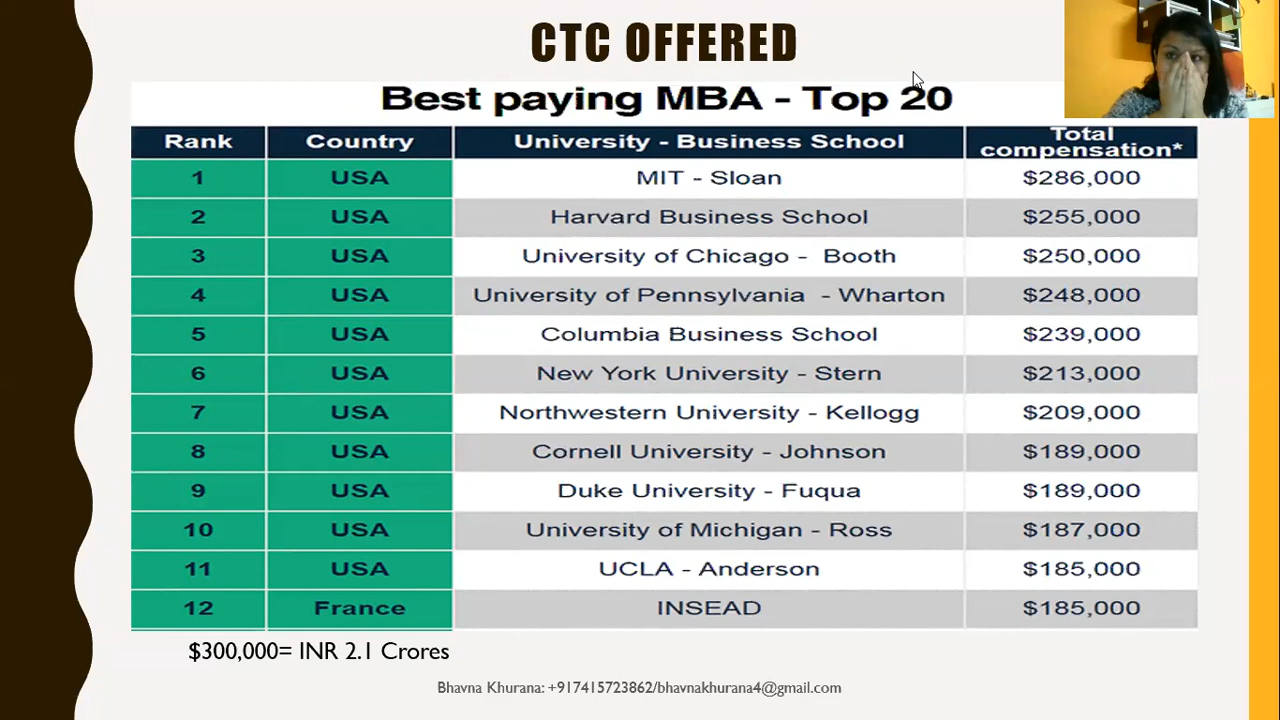 CTC OFFERED
Best paying MBA - Top 20
Rank Country University - Business School Total compensation*
1 USA MIT - Sloan $286,000
2 USA Harvard Business School $255,000
3 USA University of Chicago - Booth $250,000
4 USA University of Pennsylvania - Wharton $248,000
5 USA Columbia Business School $239,000
6 USA New York University - Stern $213,000
7 USA Northwestern University - Kellogg $209,000
8 USA Cornell University - Johnson $189,000
9 USA Duke University - Fuqua $189,000
10 USA University of Michigan - Ross $187,000
11 USA UCLA - Anderson $185,000
12 France INSEAD $185,000
$300,000= INR 2.1 Crores
Bhavna Khurana: +917415723862/bhavnakhurana4@gmail.com